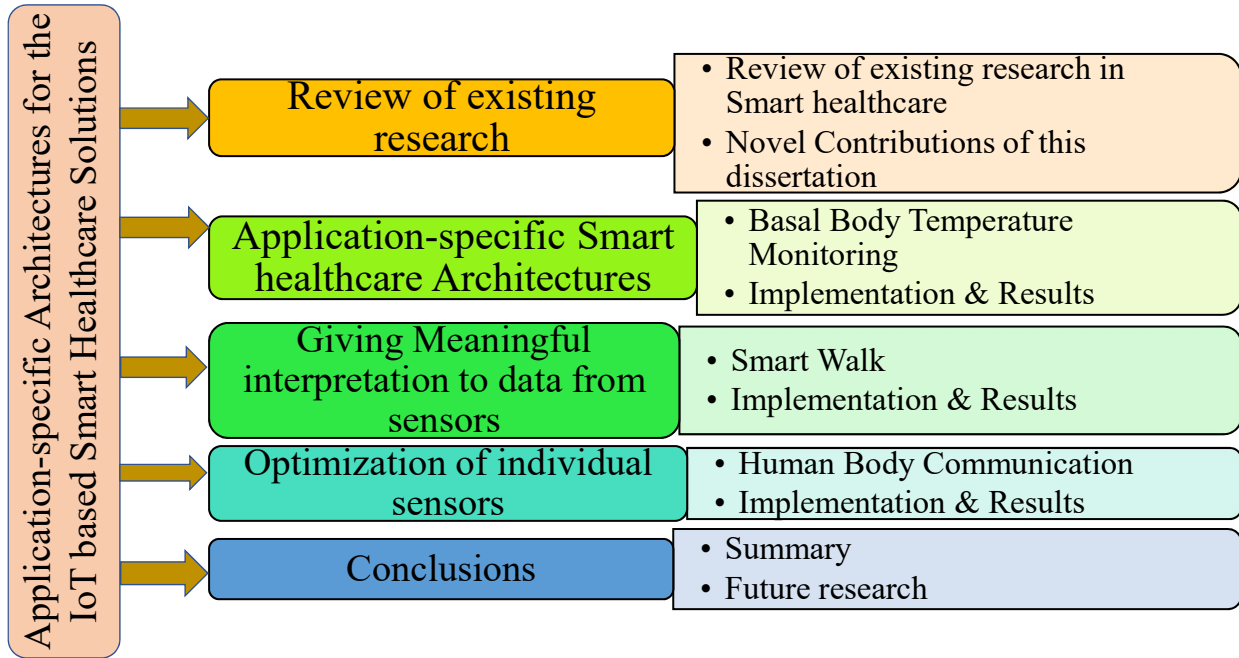 Application-specific Architectures for the
IoT based Smart Healthcare Solutions
Review of existing
research
• Review of existing research in
Smart healthcare
• Novel Contributions of this
dissertation
Application-specific Smart
healthcare Architectures
• Basal Body Temperature
Monitoring
• Implementation & Results
Giving Meaningful
interpretation to data from
sensors
• Smart Walk
• Implementation & Results
Optimization of individual
sensors
• Human Body Communication
• Implementation & Results
Conclusions
• Summary
• Future research